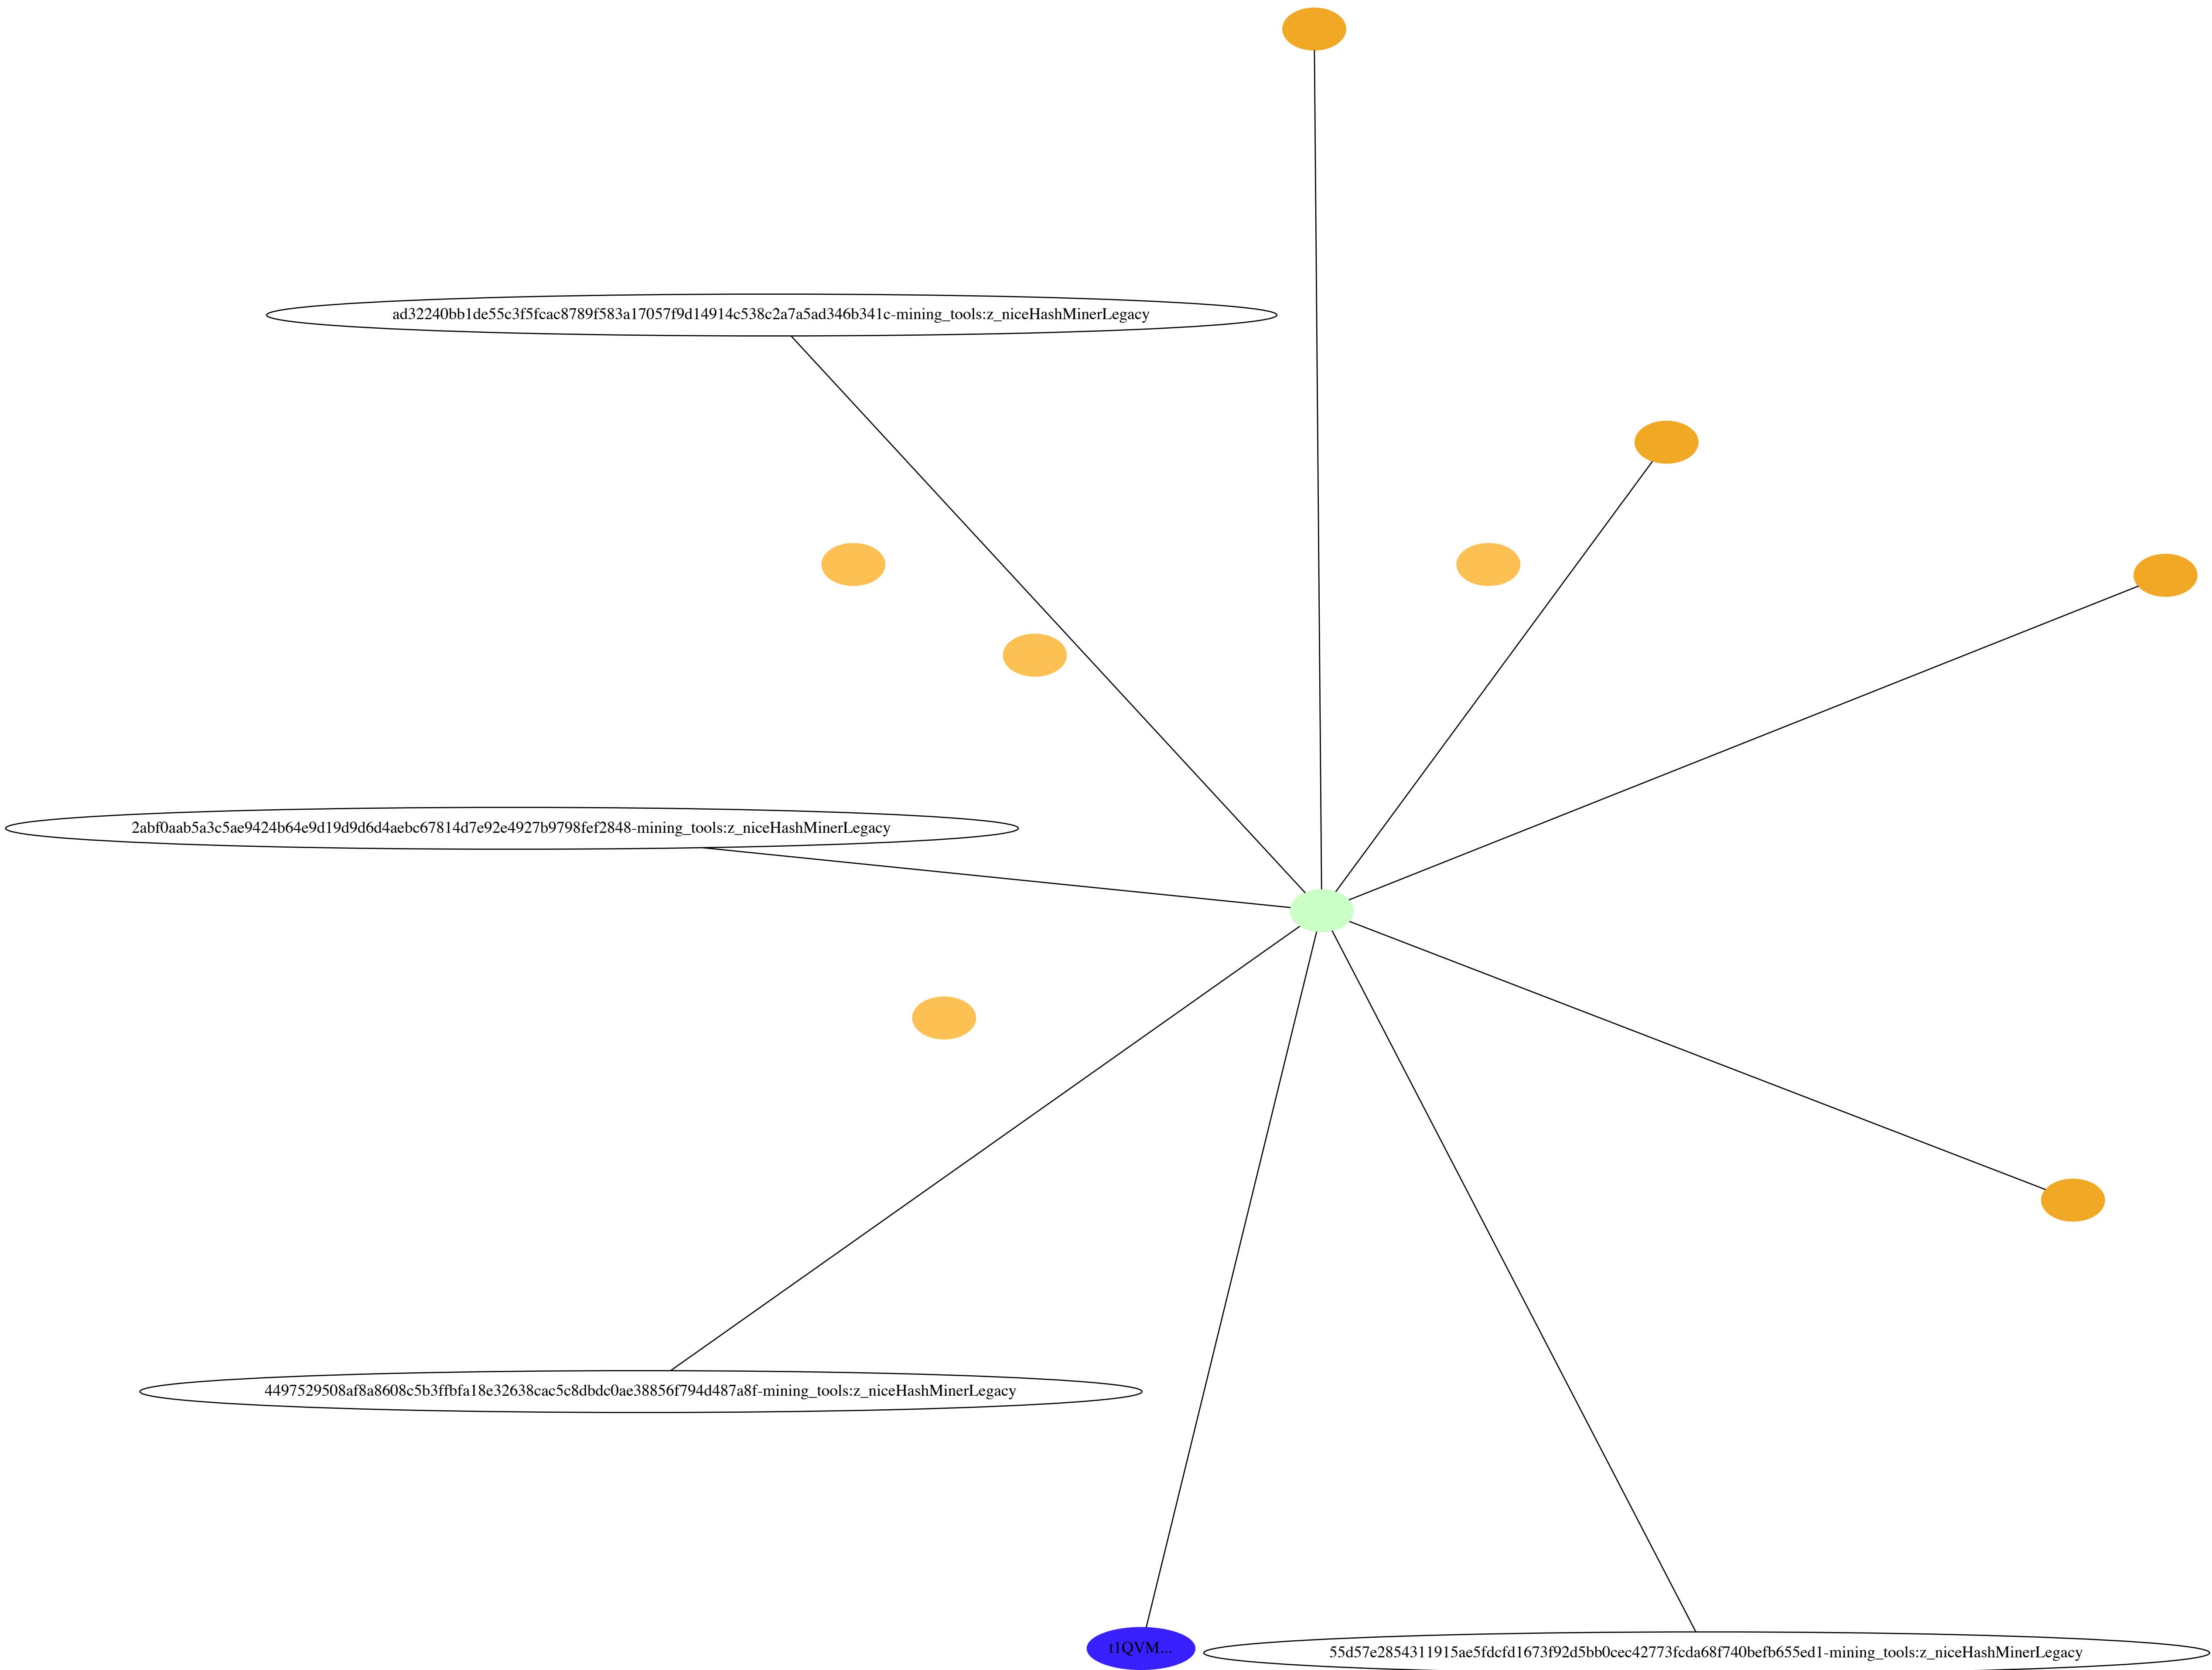 ad32240bb1de55c3f5fcac8789f583a17057f9d14914c538c2a7a5ad346b341c-mining_tools:z_niceHashMinerLegacy
2abf0aab5a3c5ae9424b64e9d19d9d6d4aebc67814d7e92e4927b9798fef2848-mining_tools:z_niceHashMinerLegacy
4497529508af8a8608c5b3ffbfa18e32638cac5c8dbdc0ae38856f794d487a8f-mining_tools:z_niceHashMinerLegacy
t1QVM...
55d57e2854311915ae5fdcfd1673f92d5bb0cec42773fcda68f740befb655ed1-mining_tools:z_niceHashMinerLegacy